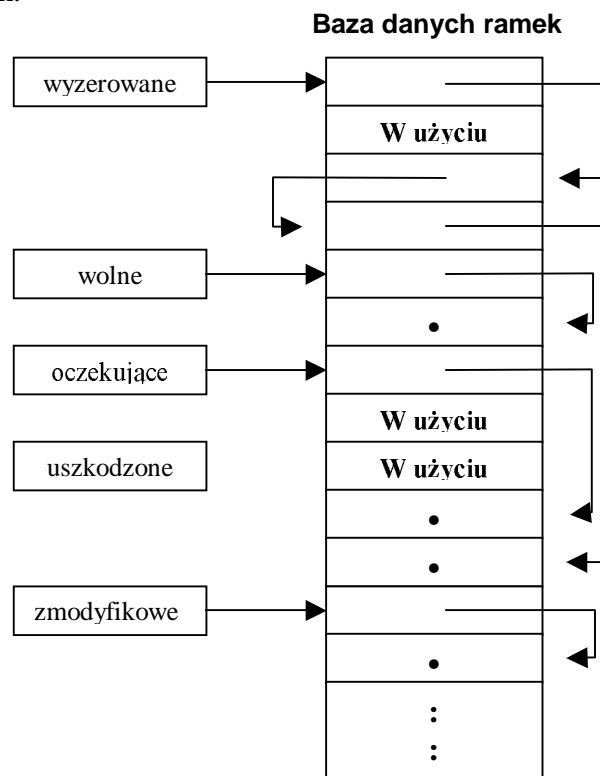 Baza danych ramek
wyzerowane
W użyciu
wolne
oczekujące
W użyciu
uszkodzone
W użyciu
zmodyfikowe